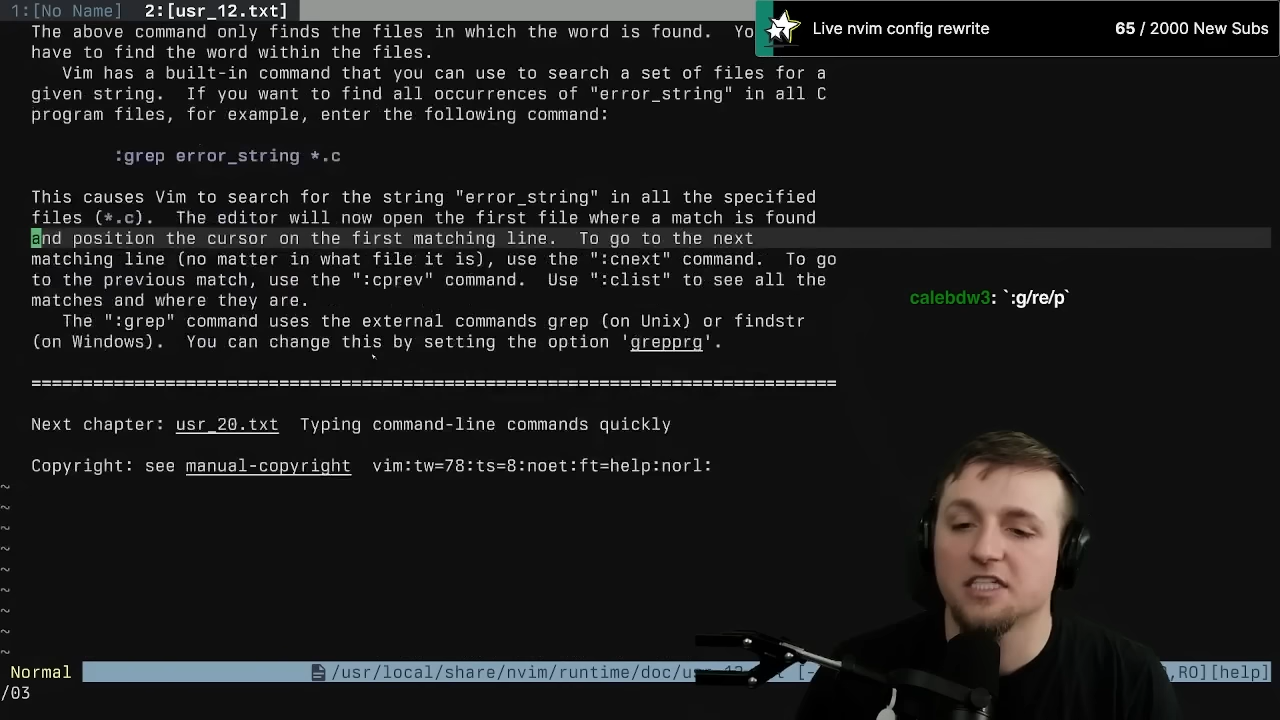 1:[No Name] 2:[usr_12.txt]
Live nvim config rewrite 65 / 2000 New Subs
The above command only finds the files in which the word is found.
have to find the word within the files.
Vim has a built-in command that you can use to search a set of files for a
given string. If you want to find all occurrences of "error_string" in all C
program files, for example, enter the following command:
:grep error_string *.c
This causes Vim to search for the string "error_string" in all the specified
files (*.c). The editor will now open the first file where a match is found
and position the cursor on the first matching line. To go to the next
matching line (no matter in what file it is), use the ":cnext" command. To go
to the previous match, use the ":cprev" command. Use ":clist" to see all the
matches and where they are.
calebdw3: `:g/re/p`
The ":grep" command uses the external commands grep (on Unix) or findstr
(on Windows). You can change this by setting the option 'grepprg'.
==============================================================================
Next chapter: usr_20.txt Typing command-line commands quickly
Copyright: see manual-copyright vim:tw=78:ts=8:noet:ft=help:norl:
~
~
~
~
~
~
~
~
~
Normal /usr/local/share/nvim/runtime/doc/ ,RO][help]
/03